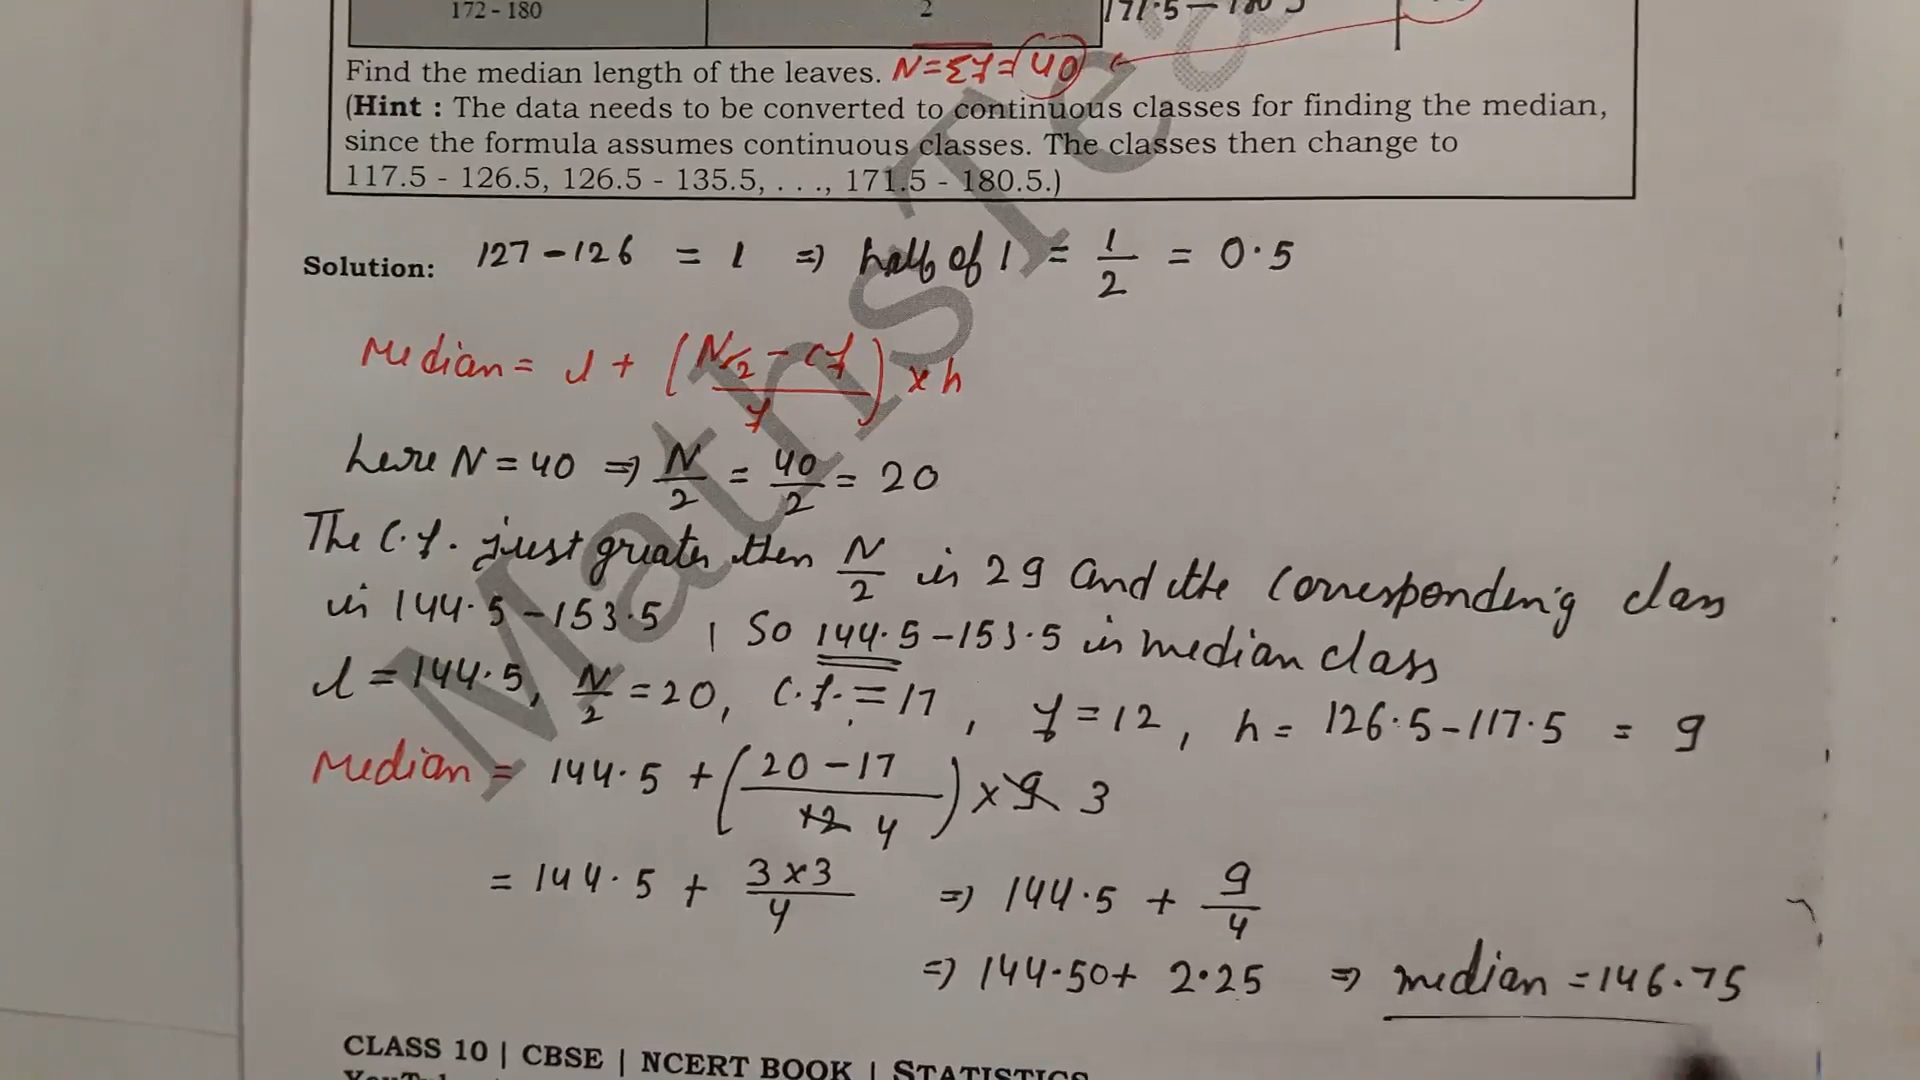 172 - 180 2 171.5 - 180.5
Find the median length of the leaves. N=Σf=40
(Hint : The data needs to be converted to continuous classes for finding the median,
since the formula assumes continuous classes. The classes then change to
117.5 - 126.5, 126.5 - 135.5, . . ., 171.5 - 180.5.)
Solution: 127-126 = 1 ⇒ half of 1 = 1/2 = 0.5
Median = l + (N/2 - cf / f) × h
here N = 40 ⇒ N/2 = 40/2 = 20
The C.f. just greater then N/2 is 29 and the corresponding class
is 144.5-153.5, So 144.5-153.5 is median class
l = 144.5, N/2 = 20, C.f. = 17, f = 12, h = 126.5-117.5 = 9
Median = 144.5 + (20-17 / 12 4) × 9 3
= 144.5 + 3×3/4 ⇒ 144.5 + 9/4
⇒ 144.50 + 2.25 ⇒ median = 146.75
CLASS 10 | CBSE | NCERT BOOK | STATISTICS
Maths Te